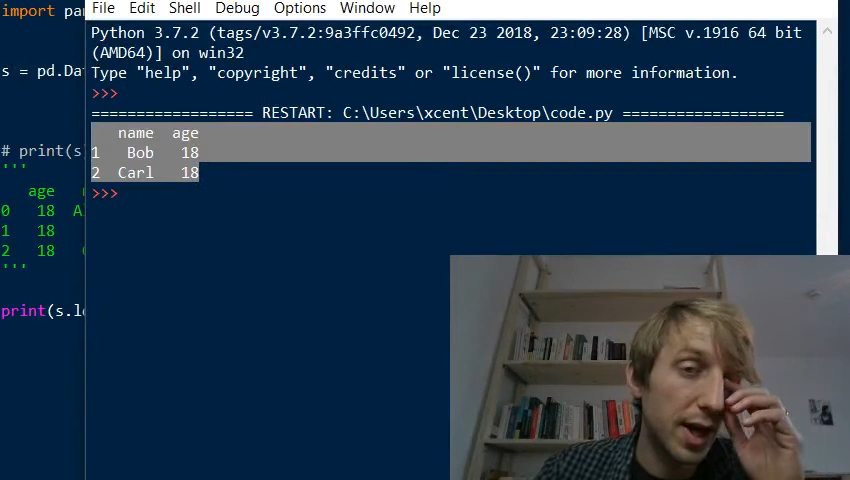 File Edit Shell Debug Options Window Help
import
Python 3.7.2 (tags/v3.7.2:9a3ffc0492, Dec 23 2018, 23:09:28) [MSC v.1916 64 bit
(AMD64)] on win32
s = pd.
Type "help", "copyright", "credits" or "license()" for more information.
>>>
================== RESTART: C:\Users\xcent\Desktop\code.py ==================
name age
# print(s
1 Bob 18
'''
2 Carl 18
age
>>>
0 18
1 18
2 18
'''
print(s.